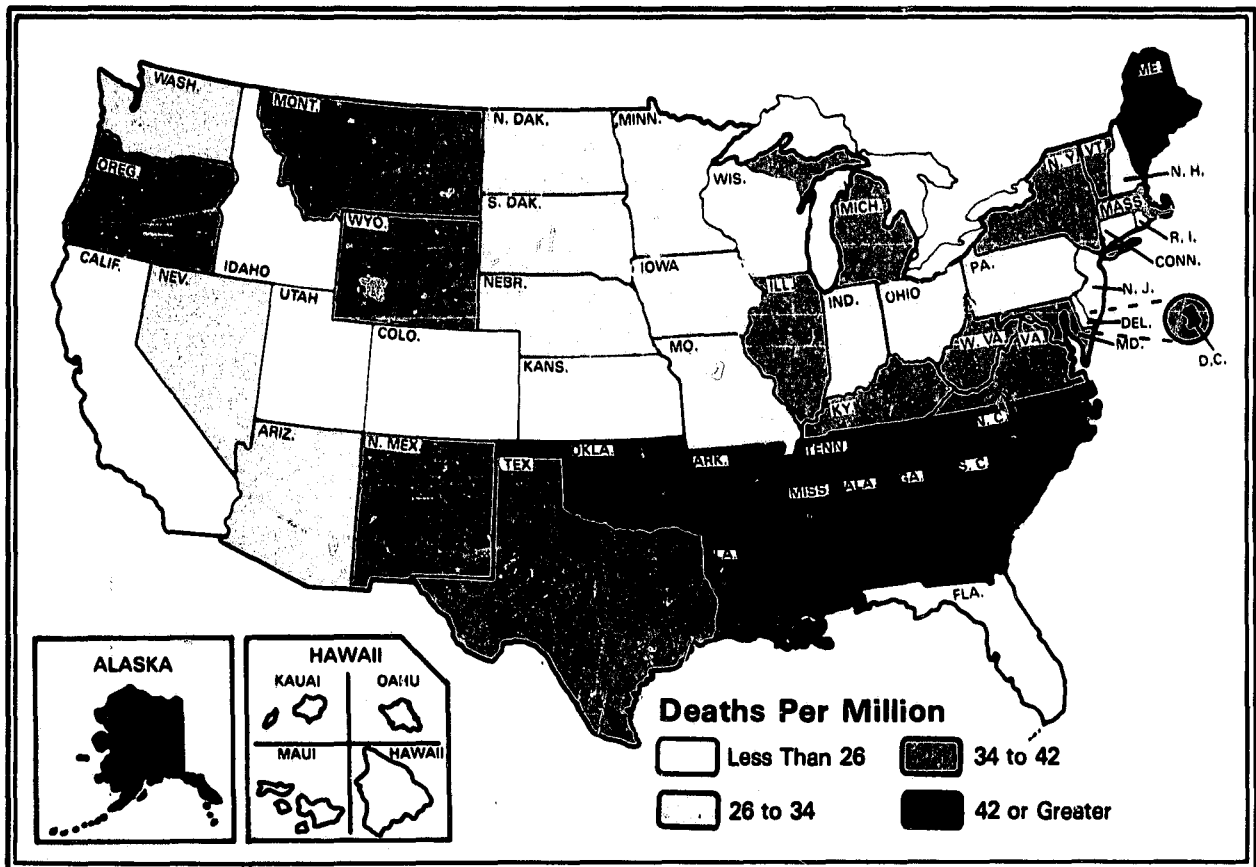 WASH.
MONT.
N. DAK.
MINN.
ME.
OREG.
WIS.
N. Y.
VT.
N. H.
S. DAK.
MICH.
MASS
WYO.
R. I.
CALIF.
NEV.
IDAHO
IOWA
PA.
CONN.
NEBR.
ILL.
IND.
OHIO
N. J.
UTAH
COLO.
DEL.
MO.
W. VA.
VA.
MD.
D.C.
KANS.
KY.
N. C.
ARIZ.
N. MEX.
OKLA.
TENN
TEX
ARK.
S. C.
MISS
ALA.
GA.
LA.
FLA.
ALASKA
HAWAII
KAUAI
OAHU
MAUI
HAWAII
Deaths Per Million
Less Than 26
34 to 42
26 to 34
42 or Greater